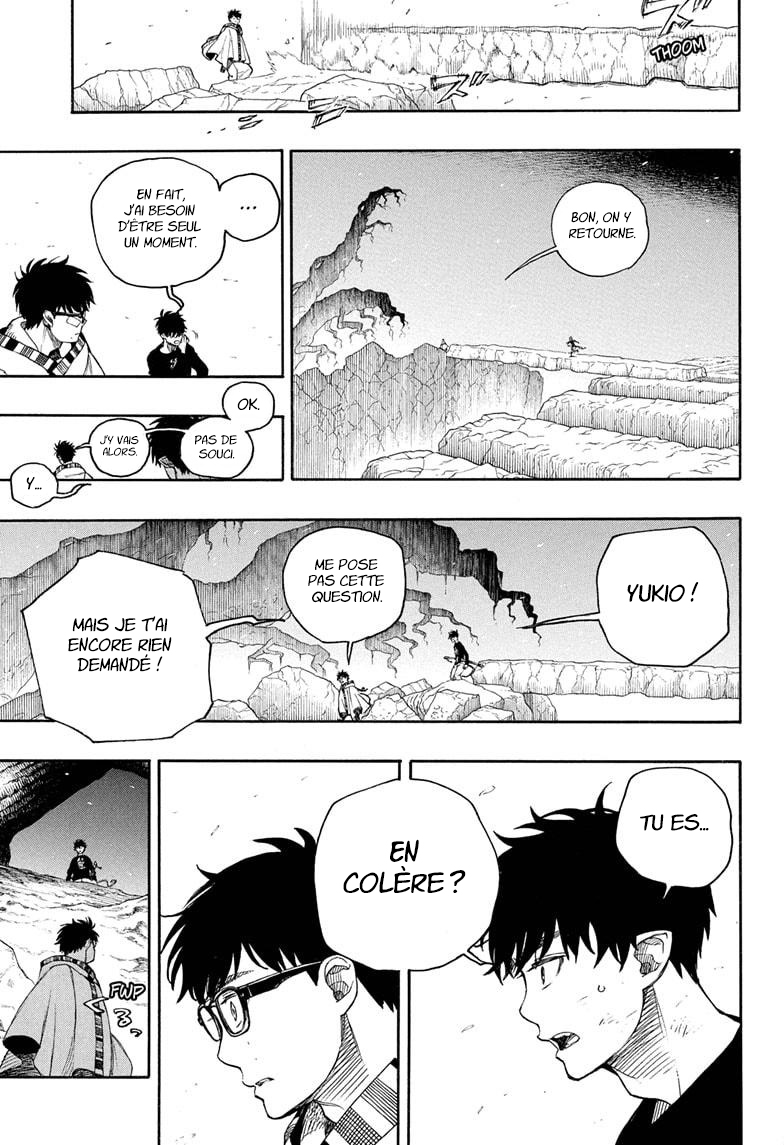 THOOM
BON, ON Y
RETOURNE.
...
EN FAIT,
J'AI BESOIN
D'ÊTRE SEUL
UN MOMENT.
OK.
PAS DE
SOUCI.
J'Y VAIS
ALORS.
Y...
YUKIO !
ME POSE
PAS CETTE
QUESTION.
MAIS JE T'AI
ENCORE RIEN
DEMANDÉ !
TU ES...
EN
COLÈRE ?
FWP